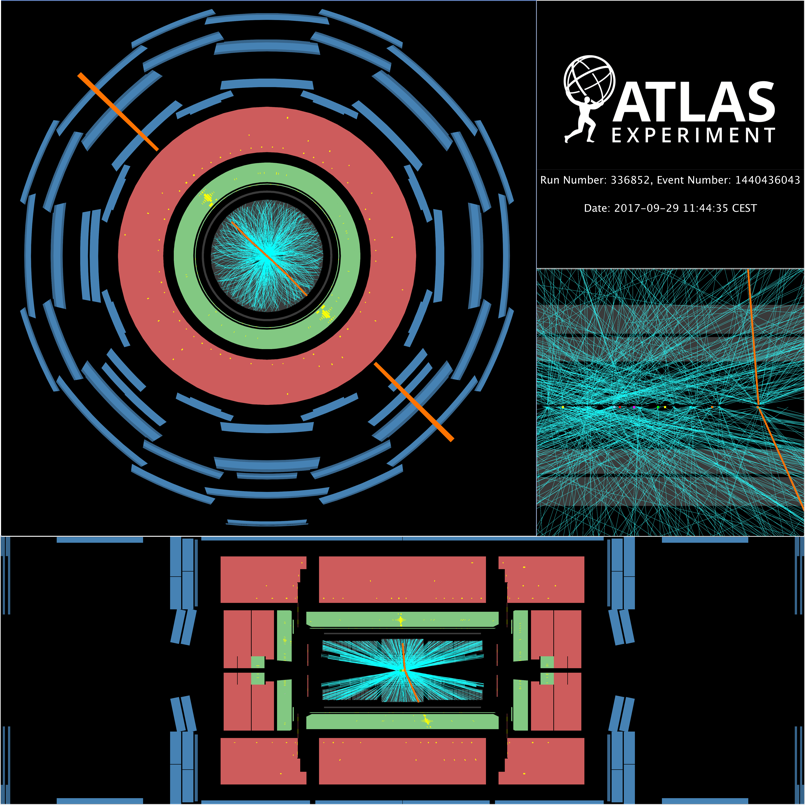 ATLAS
EXPERIMENT
Run Number: 336852, Event Number: 1440436043
Date: 2017-09-29 11:44:35 CEST